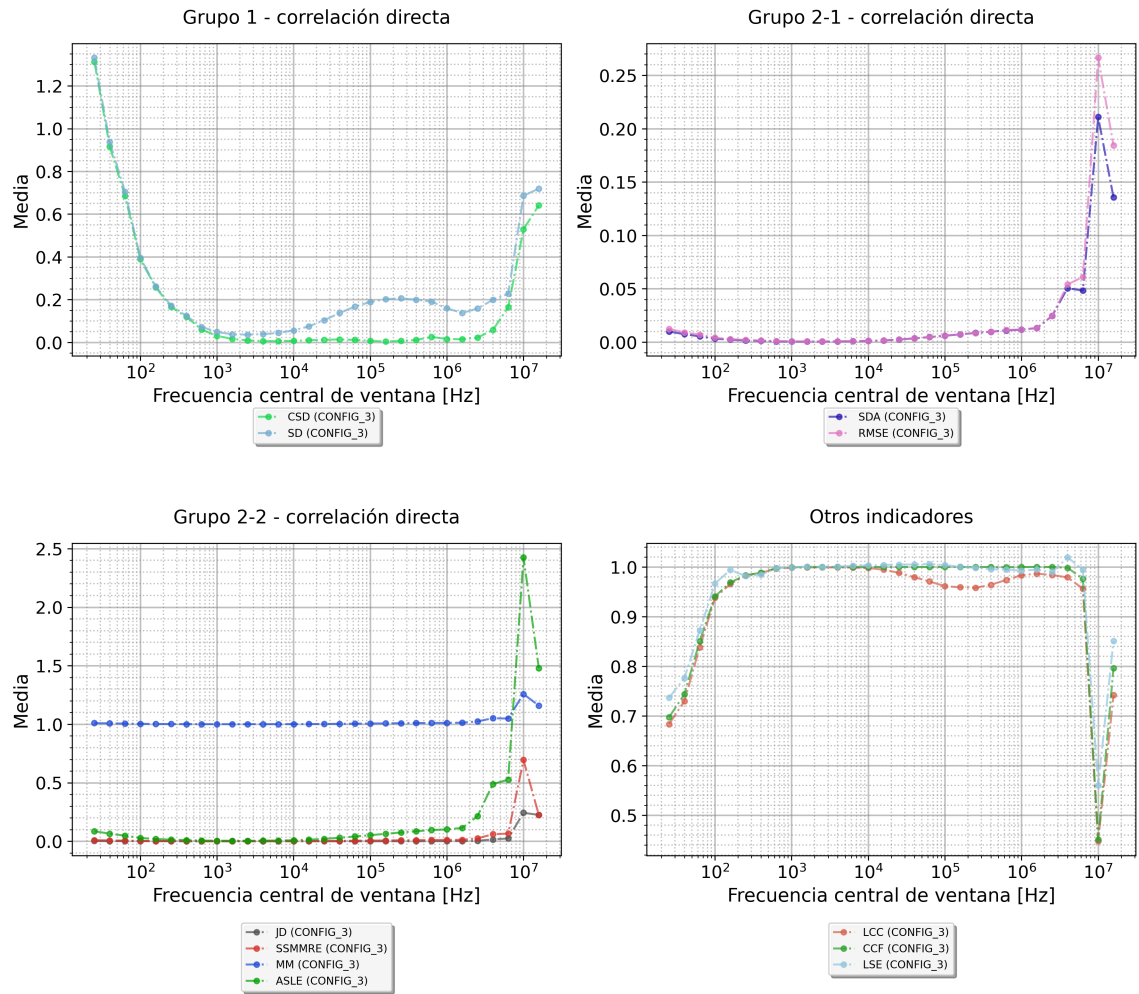 Grupo 1 - correlación directa
Media
1.2
1.0
0.8
0.6
0.4
0.2
0.0
10²
10³
10⁴
10⁵
10⁶
10⁷
Frecuencia central de ventana [Hz]
CSD (CONFIG_3)
SD (CONFIG_3)
Grupo 2-1 - correlación directa
Media
0.25
0.20
0.15
0.10
0.05
0.00
10²
10³
10⁴
10⁵
10⁶
10⁷
Frecuencia central de ventana [Hz]
SDA (CONFIG_3)
RMSE (CONFIG_3)
Grupo 2-2 - correlación directa
Media
2.5
2.0
1.5
1.0
0.5
0.0
10²
10³
10⁴
10⁵
10⁶
10⁷
Frecuencia central de ventana [Hz]
JD (CONFIG_3)
SSMMRE (CONFIG_3)
MM (CONFIG_3)
ASLE (CONFIG_3)
Otros indicadores
Media
1.0
0.9
0.8
0.7
0.6
0.5
10²
10³
10⁴
10⁵
10⁶
10⁷
Frecuencia central de ventana [Hz]
LCC (CONFIG_3)
CCF (CONFIG_3)
LSE (CONFIG_3)